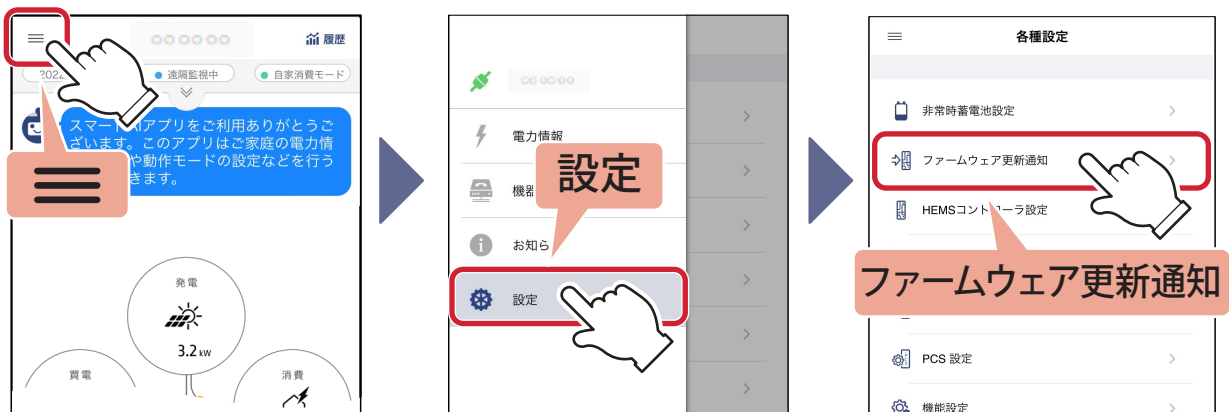 履歴
2022
遠隔監視中
自家消費モード
スマート
アプリをご利用ありがとうご
ざいます。このアプリはご家庭の電力情
や動作モードの設定などを行う
きます。
発電
3.2 kW
買電
消費
電力情報
機器
設定
お知ら
設定
各種設定
非常時蓄電池設定
ファームウェア更新通知
HEMSコントローラ設定
ファームウェア更新通知
PCS 設定
機能設定